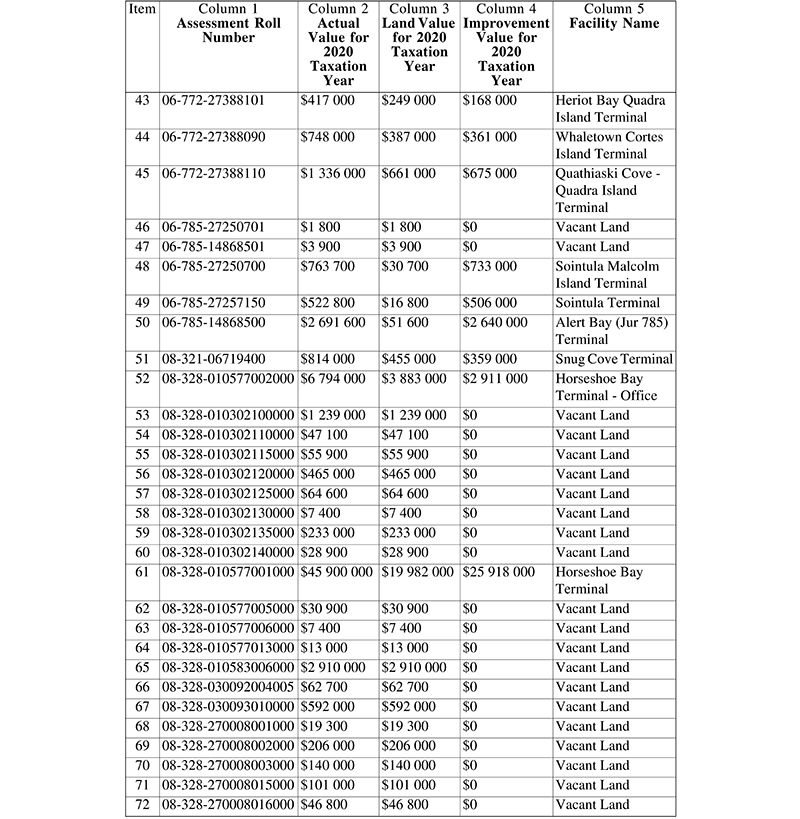 Item Column 1 Column 2 Column 3 Column 4 Column 5
Assessment Roll Actual Land Value Improvement Facility Name
Number Value for for 2020 Value for
2020 Taxation 2020
Taxation Year Taxation
Year Year
43 06-772-27388101 $417 000 $249 000 $168 000 Heriot Bay Quadra
Island Terminal
44 06-772-27388090 $748 000 $387 000 $361 000 Whaletown Cortes
Island Terminal
45 06-772-27388110 $1 336 000 $661 000 $675 000 Quathiaski Cove -
Quadra Island
Terminal
46 06-785-27250701 $1 800 $1 800 $0 Vacant Land
47 06-785-14868501 $3 900 $3 900 $0 Vacant Land
48 06-785-27250700 $763 700 $30 700 $733 000 Sointula Malcolm
Island Terminal
49 06-785-27257150 $522 800 $16 800 $506 000 Sointula Terminal
50 06-785-14868500 $2 691 600 $51 600 $2 640 000 Alert Bay (Jur 785)
Terminal
51 08-321-06719400 $814 000 $455 000 $359 000 Snug Cove Terminal
52 08-328-010577002000 $6 794 000 $3 883 000 $2 911 000 Horseshoe Bay
Terminal - Office
53 08-328-010302100000 $1 239 000 $1 239 000 $0 Vacant Land
54 08-328-010302110000 $47 100 $47 100 $0 Vacant Land
55 08-328-010302115000 $55 900 $55 900 $0 Vacant Land
56 08-328-010302120000 $465 000 $465 000 $0 Vacant Land
57 08-328-010302125000 $64 600 $64 600 $0 Vacant Land
58 08-328-010302130000 $7 400 $7 400 $0 Vacant Land
59 08-328-010302135000 $233 000 $233 000 $0 Vacant Land
60 08-328-010302140000 $28 900 $28 900 $0 Vacant Land
61 08-328-010577001000 $45 900 000 $19 982 000 $25 918 000 Horseshoe Bay
Terminal
62 08-328-010577005000 $30 900 $30 900 $0 Vacant Land
63 08-328-010577006000 $7 400 $7 400 $0 Vacant Land
64 08-328-010577013000 $13 000 $13 000 $0 Vacant Land
65 08-328-010583006000 $2 910 000 $2 910 000 $0 Vacant Land
66 08-328-030092004005 $62 700 $62 700 $0 Vacant Land
67 08-328-030093010000 $592 000 $592 000 $0 Vacant Land
68 08-328-270008001000 $19 300 $19 300 $0 Vacant Land
69 08-328-270008002000 $206 000 $206 000 $0 Vacant Land
70 08-328-270008003000 $140 000 $140 000 $0 Vacant Land
71 08-328-270008015000 $101 000 $101 000 $0 Vacant Land
72 08-328-270008016000 $46 800 $46 800 $0 Vacant Land